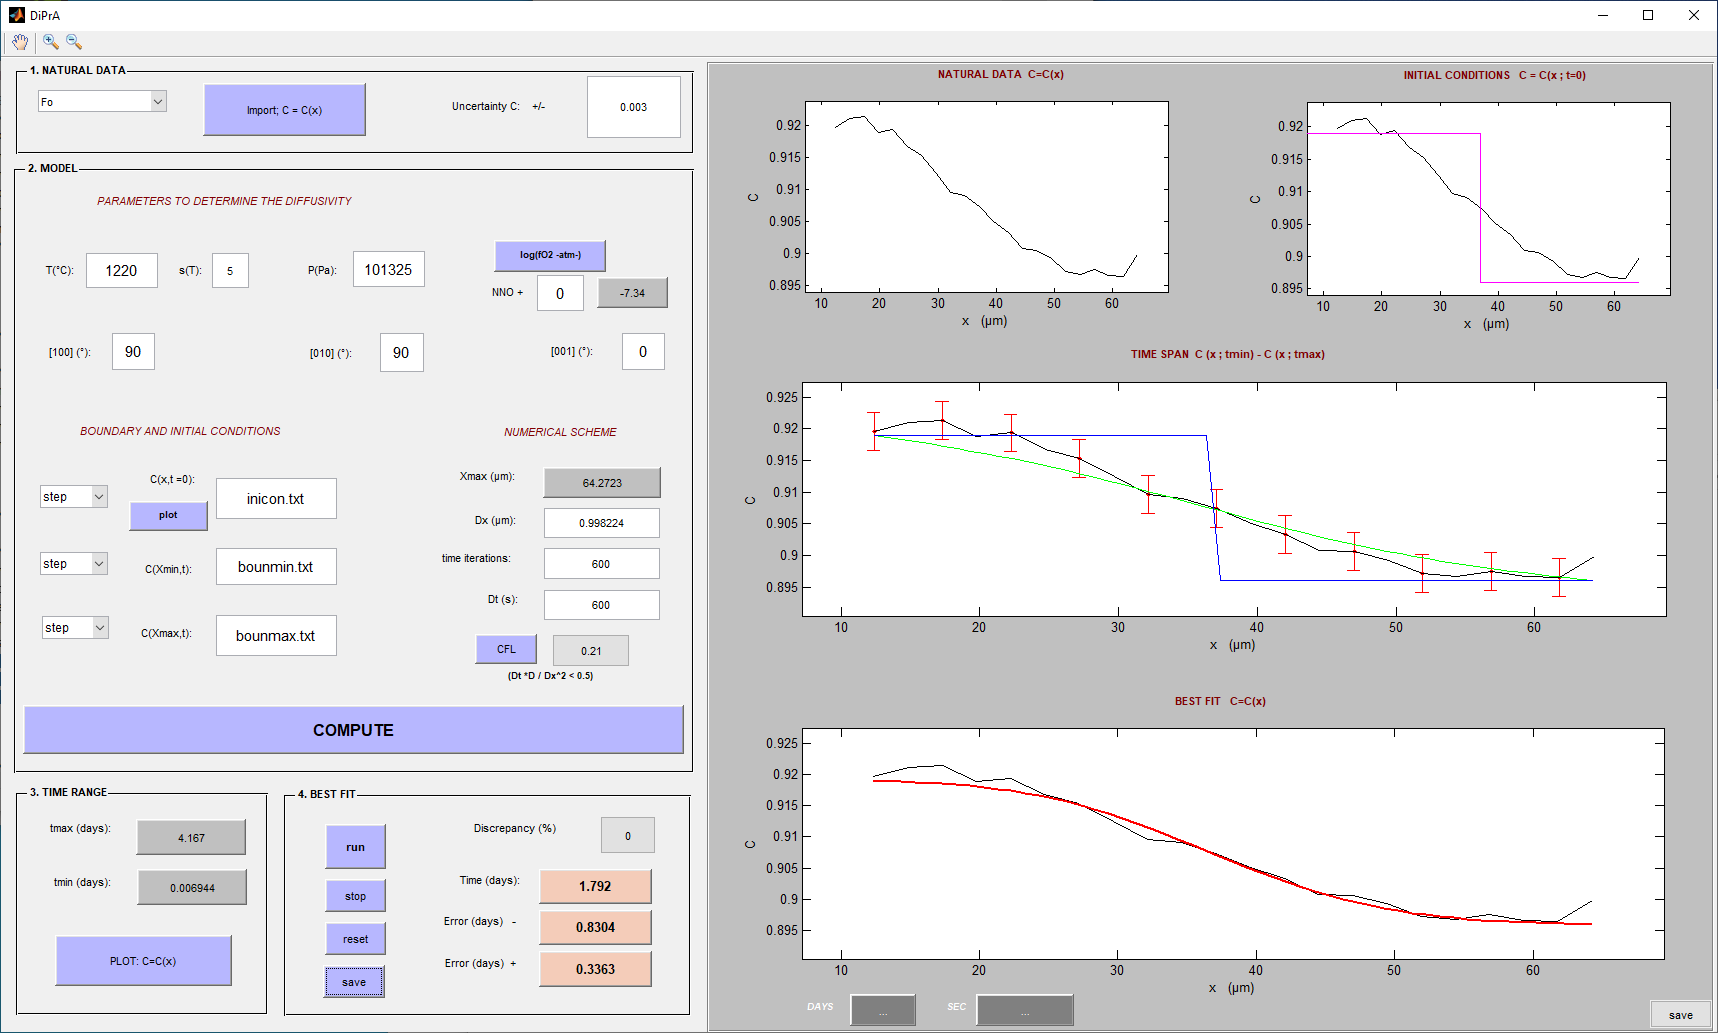 DiPrA
1. NATURAL DATA
Fo
Import; C = C(x)
Uncertainty C: +/-
0.003
2. MODEL
PARAMETERS TO DETERMINE THE DIFFUSIVITY
T(°C):
1220
s(T):
5
P(Pa):
101325
log(fO2 -atm-)
NNO +
0
-7.34
[100] (°):
90
[010] (°):
90
[001] (°):
0
BOUNDARY AND INITIAL CONDITIONS
NUMERICAL SCHEME
step
C(x,t =0):
plot
inicon.txt
step
C(Xmin,t):
bounmin.txt
step
C(Xmax,t):
bounmax.txt
Xmax (µm):
64.2723
Dx (µm):
0.998224
time iterations:
600
Dt (s):
600
CFL
0.21
(Dt *D / Dx^2 < 0.5)
COMPUTE
3. TIME RANGE
tmax (days):
4.167
tmin (days):
0.006944
PLOT: C=C(x)
4. BEST FIT
run
stop
reset
save
Discrepancy (%)
0
Time (days):
1.792
Error (days) -
0.8304
Error (days) +
0.3363
NATURAL DATA C=C(x)
0.92
0.915
0.91
0.905
0.9
0.895
C
10 20 30 40 50 60
x (µm)
INITIAL CONDITIONS C = C(x ; t=0)
0.92
0.915
0.91
0.905
0.9
0.895
C
10 20 30 40 50 60
x (µm)
TIME SPAN C (x ; tmin) - C (x ; tmax)
0.925
0.92
0.915
0.91
0.905
0.9
0.895
C
10 20 30 40 50 60
x (µm)
BEST FIT C=C(x)
0.925
0.92
0.915
0.91
0.905
0.9
0.895
C
10 20 30 40 50 60
x (µm)
DAYS
...
SEC
...
save